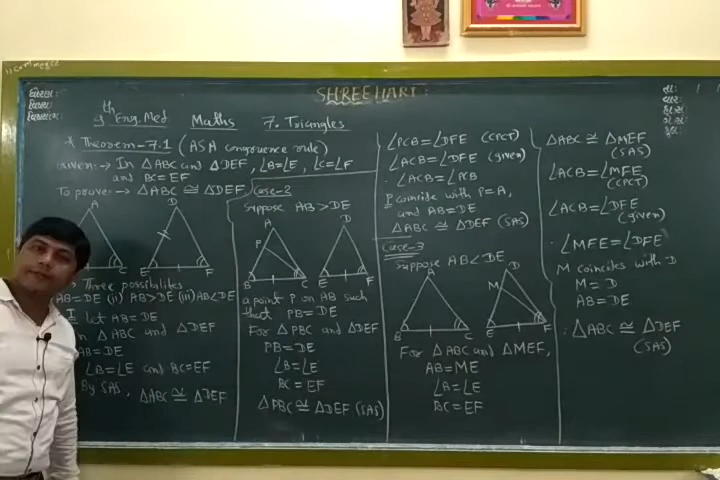 SHREEHARI
ધોરણ:
વિષય:
તા:
વાર:
9th Eng.Med Maths 7. Triangles
* Theorem-7.1 (ASA congruence rule)
Given:→ In △ABC and △DEF, ∠B=∠E, ∠C=∠F
and BC=EF
To prove:→ △ABC ≅ △DEF
A D
C E F
Three possibilities
AB=DE (ii) AB>DE (iii) AB<DE
I let AB=DE
In △ABC and △DEF
AB=DE
∠B=∠E and BC=EF
By SAS, △ABC ≅ △DEF
Case-2
Suppose AB>DE
A D
P
B C E F
a point P on AB such
that PB=DE
For △PBC and △DEF
PB=DE
∠B=∠E
BC=EF
△PBC ≅ △DEF (SAS)
∠PCB=∠DFE (CPCT)
∠ACB=∠DFE (given)
∴ ∠ACB=∠PCB
P coincide with P=A,
and AB=DE
△ABC ≅ △DEF (SAS)
Case-3
Suppose AB<DE
A D
M
B C E F
For △ABC and △MEF,
AB=ME
∠B=∠E
BC=EF
△ABC ≅ △MEF
(SAS)
∠ACB=∠MFE
(CPCT)
∠ACB=∠DFE
(given)
∴ ∠MFE=∠DFE
M coincides with D
M=D
AB=DE
∴ △ABC ≅ △DEF
(SAS)